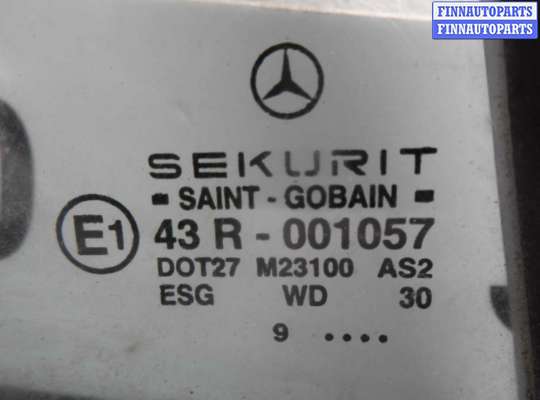 FINNAUTOPARTS
FINNAUTOPARTS
SEKURIT
- SAINT - GOBAIN -
E1
43 R - 001057
DOT27 M23100 AS2
ESG WD 30
9 ....